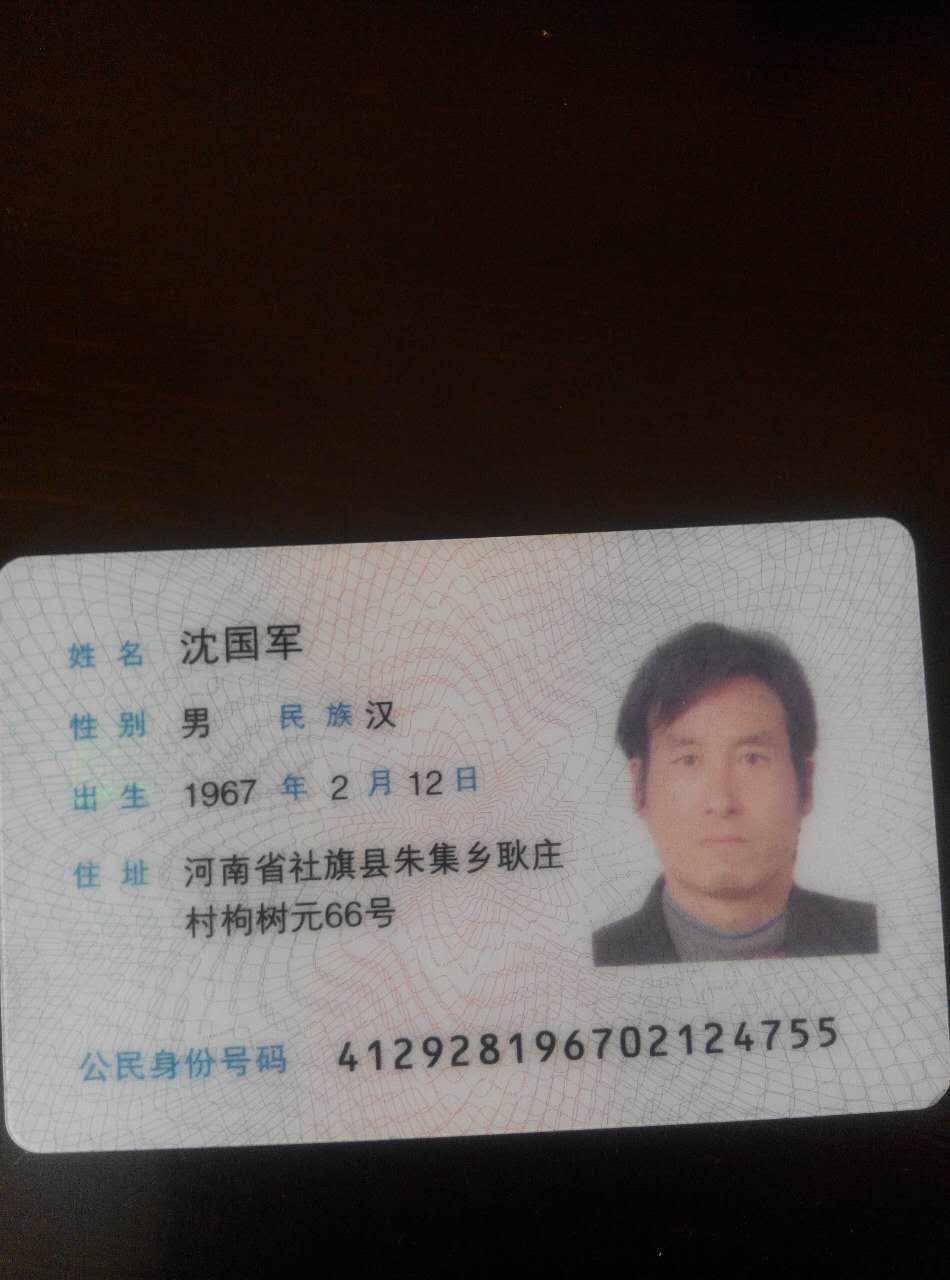 姓名 沈国军
性别 男 民族 汉
出生 1967 年 2 月 12 日
住址 河南省社旗县朱集乡耿庄
村枸树元66号
公民身份号码 412928196702124755